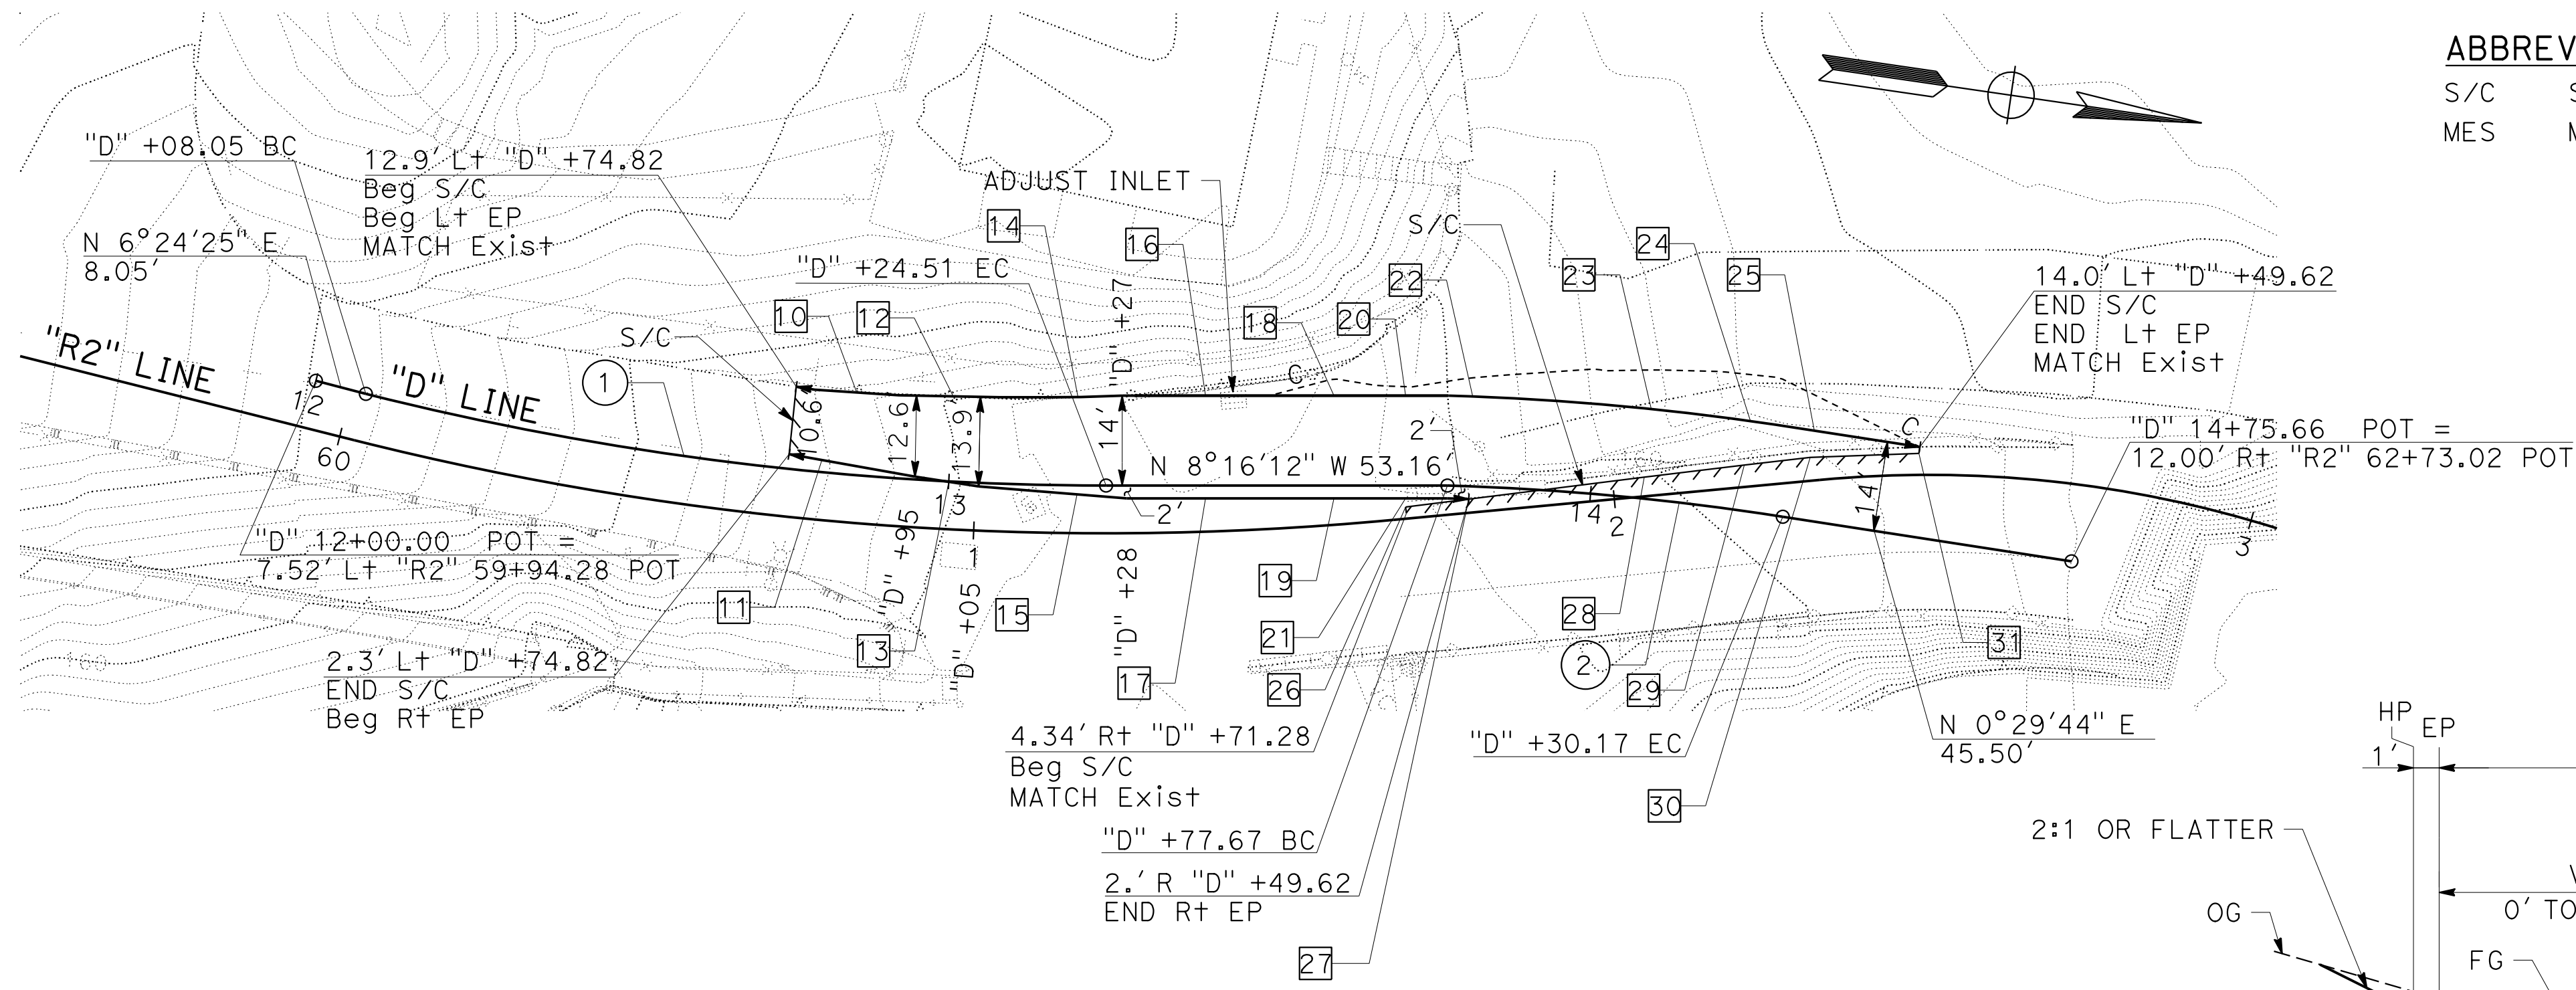 ABBREV
S/C S
MES M
"D" +08.05 BC
12.9' Lt "D" +74.82
Beg S/C
Beg Lt EP
MATCH Exist
N 6°24'25" E
8.05'
ADJUST INLET
14
16
S/C
24
22
23
25
"D" +24.51 EC
"D" +27
14.0' Lt "D" +49.62
END S/C
END Lt EP
MATCH Exist
10
12
18
20
S/C
"R2" LINE
"D" LINE
1
C
12
60
10.6'
12.6'
13.9'
14'
2'
C
N 8°16'12" W 53.16'
"D" 14+75.66 POT =
12.00' Rt "R2" 62+73.02 POT
13
2'
14
2
14'
3
"D" 12+00.00 POT =
7.52' Lt "R2" 59+94.28 POT
"D" +95
1
"D" +05
"D" +28
11
13
15
19
21
28
31
160
2.3' Lt "D" +74.82
END S/C
Beg Rt EP
17
26
2
29
4.34' Rt "D" +71.28
Beg S/C
MATCH Exist
"D" +30.17 EC
N 0°29'44" E
45.50'
HP
EP
1'
30
"D" +77.67 BC
2:1 OR FLATTER
2.' R "D" +49.62
END Rt EP
0' TO
OG
FG
27